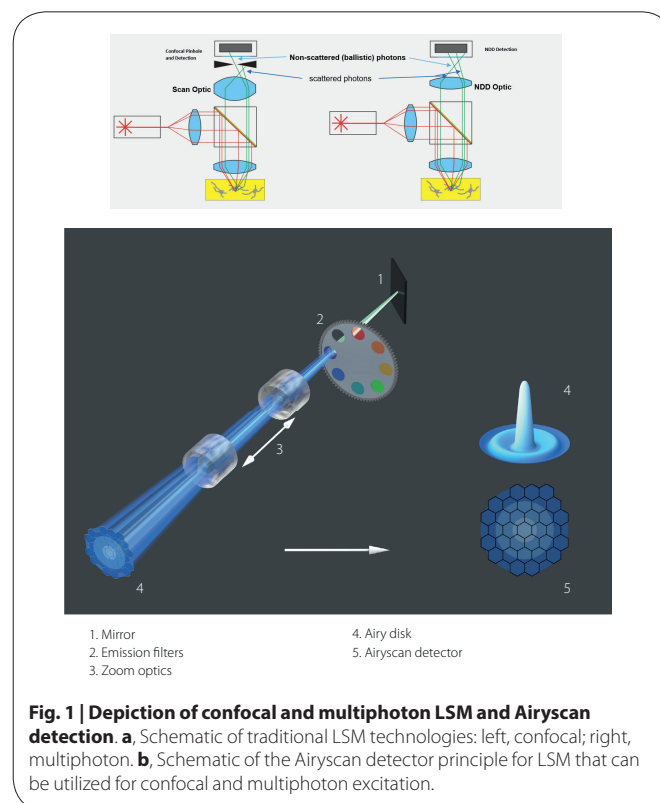 Confocal Pinhole
and Detection
Non-scattered (ballistic) photons
NDD Detection
scattered photons
Scan Optic
NDD Optic
1
2
3
4
4
5
1. Mirror
2. Emission filters
3. Zoom optics
4. Airy disk
5. Airyscan detector
Fig. 1 | Depiction of confocal and multiphoton LSM and Airyscan
detection. a, Schematic of traditional LSM technologies: left, confocal; right,
multiphoton. b, Schematic of the Airyscan detector principle for LSM that can
be utilized for confocal and multiphoton excitation.